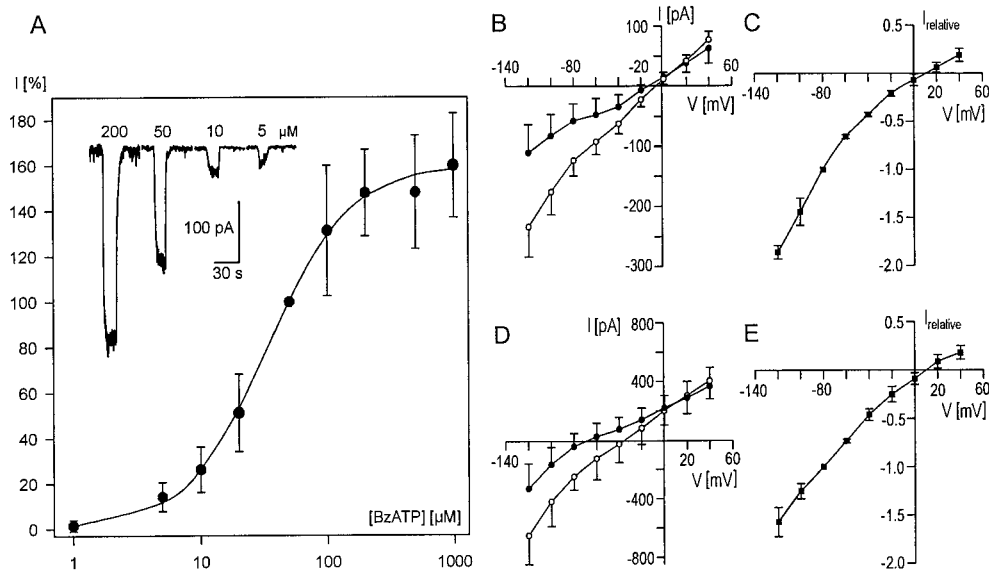 A
I [%]
180
160
140
120
100
80
60
40
20
0
200 50 10 5 µM
100 pA
30 s
[BzATP] [µM]
1 10 100 1000
B
I [pA]
100
-140 -80 -20 60
V [mV]
-100
-200
-300
C
I relative
0.5
-140 -80 20 60
V [mV]
-0.5
-1.0
-1.5
-2.0
D
I [pA]
800
400
-140 20 60
V [mV]
-400
-800
E
I relative
0.5
-140 -80 20 60
V [mV]
-0.5
-1.0
-1.5
-2.0